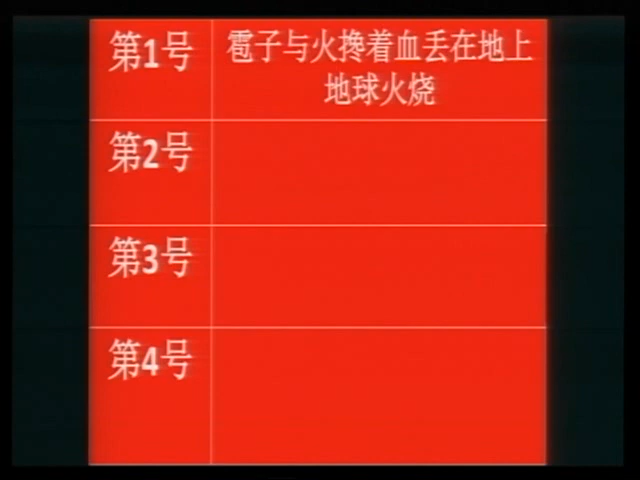 第1号
雹子与火搀着血丢在地上
地球火烧
第2号
第3号
第4号